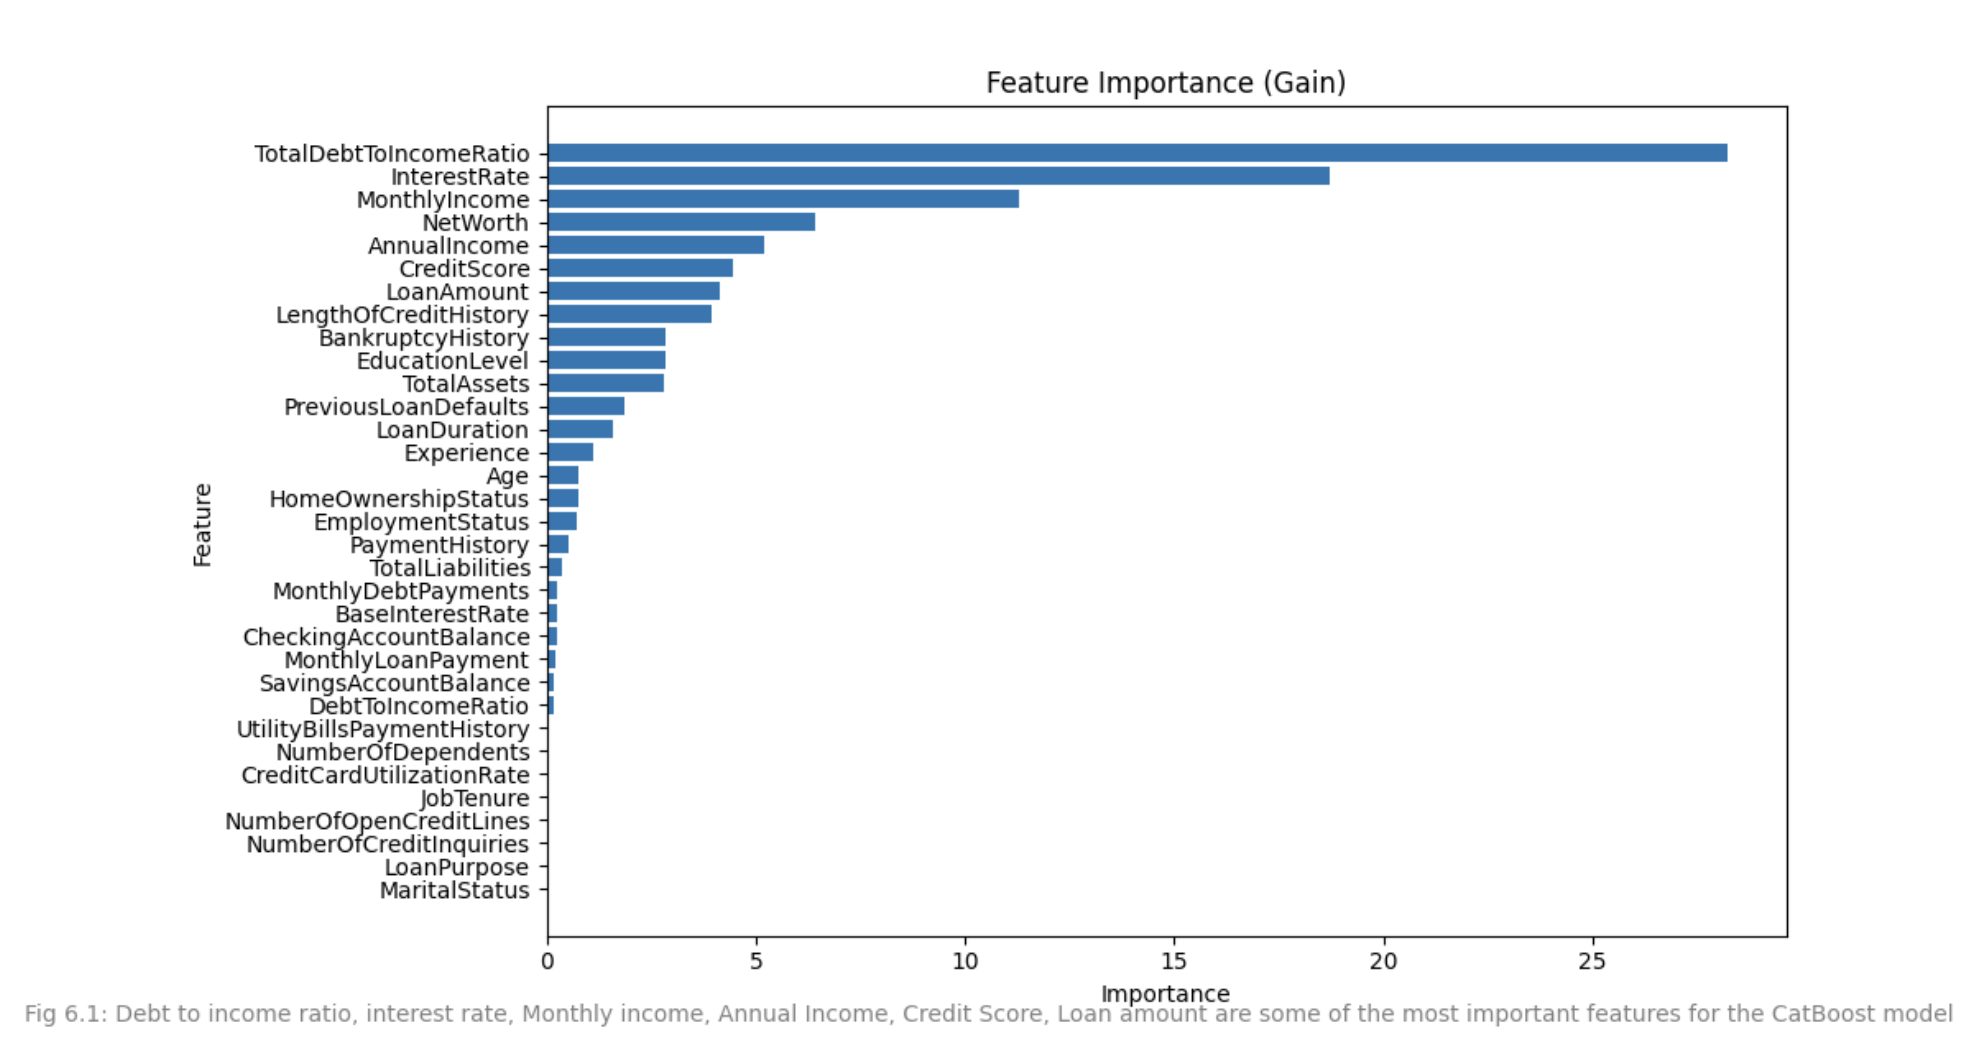 Feature Importance (Gain)
TotalDebtToIncomeRatio
InterestRate
MonthlyIncome
NetWorth
AnnualIncome
CreditScore
LoanAmount
LengthOfCreditHistory
BankruptcyHistory
EducationLevel
TotalAssets
PreviousLoanDefaults
LoanDuration
Experience
Age
HomeOwnershipStatus
EmploymentStatus
PaymentHistory
TotalLiabilities
MonthlyDebtPayments
BaseInterestRate
CheckingAccountBalance
MonthlyLoanPayment
SavingsAccountBalance
DebtToIncomeRatio
UtilityBillsPaymentHistory
NumberOfDependents
CreditCardUtilizationRate
JobTenure
NumberOfOpenCreditLines
NumberOfCreditInquiries
LoanPurpose
MaritalStatus
Feature
0 5 10 15 20 25
Importance
Fig 6.1: Debt to income ratio, interest rate, Monthly income, Annual Income, Credit Score, Loan amount are some of the most important features for the CatBoost model